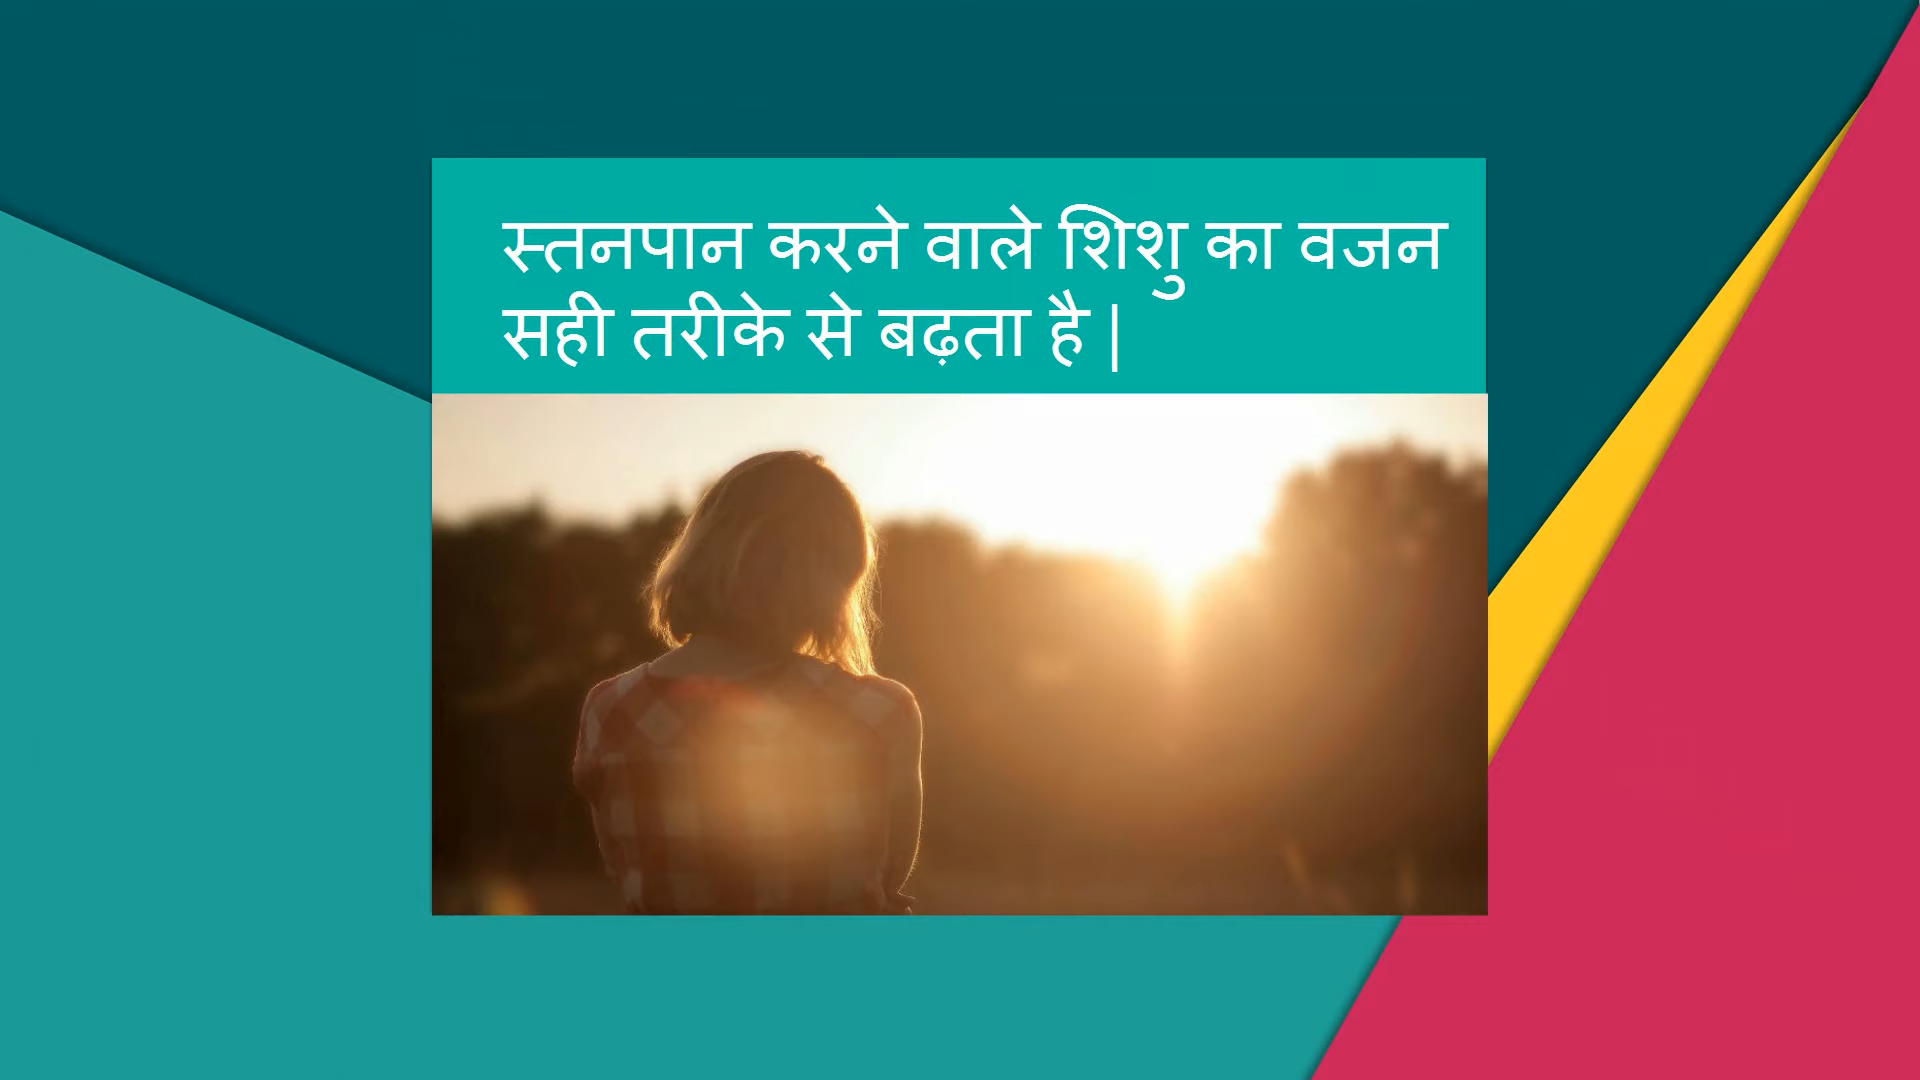 स्तनपान करने वाले शिशु का वजन
सही तरीके से बढ़ता है |